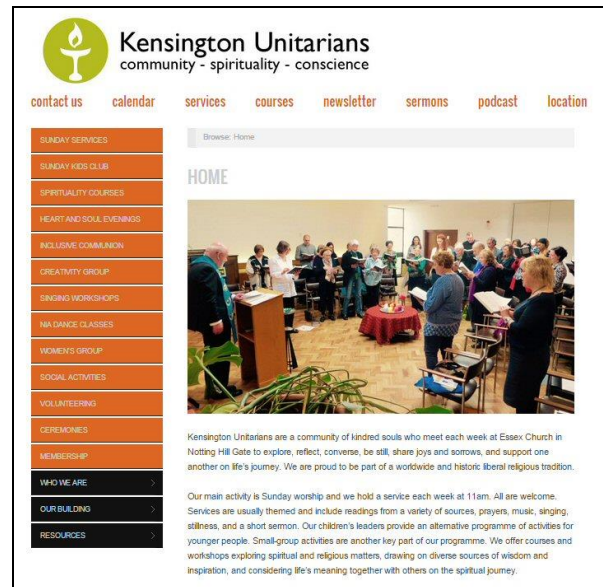 Kensington Unitarians
community - spirituality - conscience
contact us calendar services courses newsletter sermons podcast location
SUNDAY SERVICES
SUNDAY KIDS CLUB
SPIRITUALITY COURSES
HEART AND SOUL EVENINGS
INCLUSIVE COMMUNION
CREATIVITY GROUP
SINGING WORKSHOPS
NIA DANCE CLASSES
WOMEN'S GROUP
SOCIAL ACTIVITIES
VOLUNTEERING
CEREMONIES
MEMBERSHIP
WHO WE ARE
OUR BUILDING
RESOURCES
Browse: Home
HOME
Kensington Unitarians are a community of kindred souls who meet each week at Essex Church in
Notting Hill Gate to explore, reflect, converse, be still, share joys and sorrows, and support one
another on life's journey. We are proud to be part of a worldwide and historic liberal religious tradition.
Our main activity is Sunday worship and we hold a service each week at 11am. All are welcome.
Services are usually themed and include readings from a variety of sources, prayers, music, singing,
stillness, and a short sermon. Our children's leaders provide an alternative programme of activities for
younger people. Small-group activities are another key part of our programme. We offer courses and
workshops exploring spiritual and religious matters, drawing on diverse sources of wisdom and
inspiration, and considering life's meaning together with others on the spiritual journey.